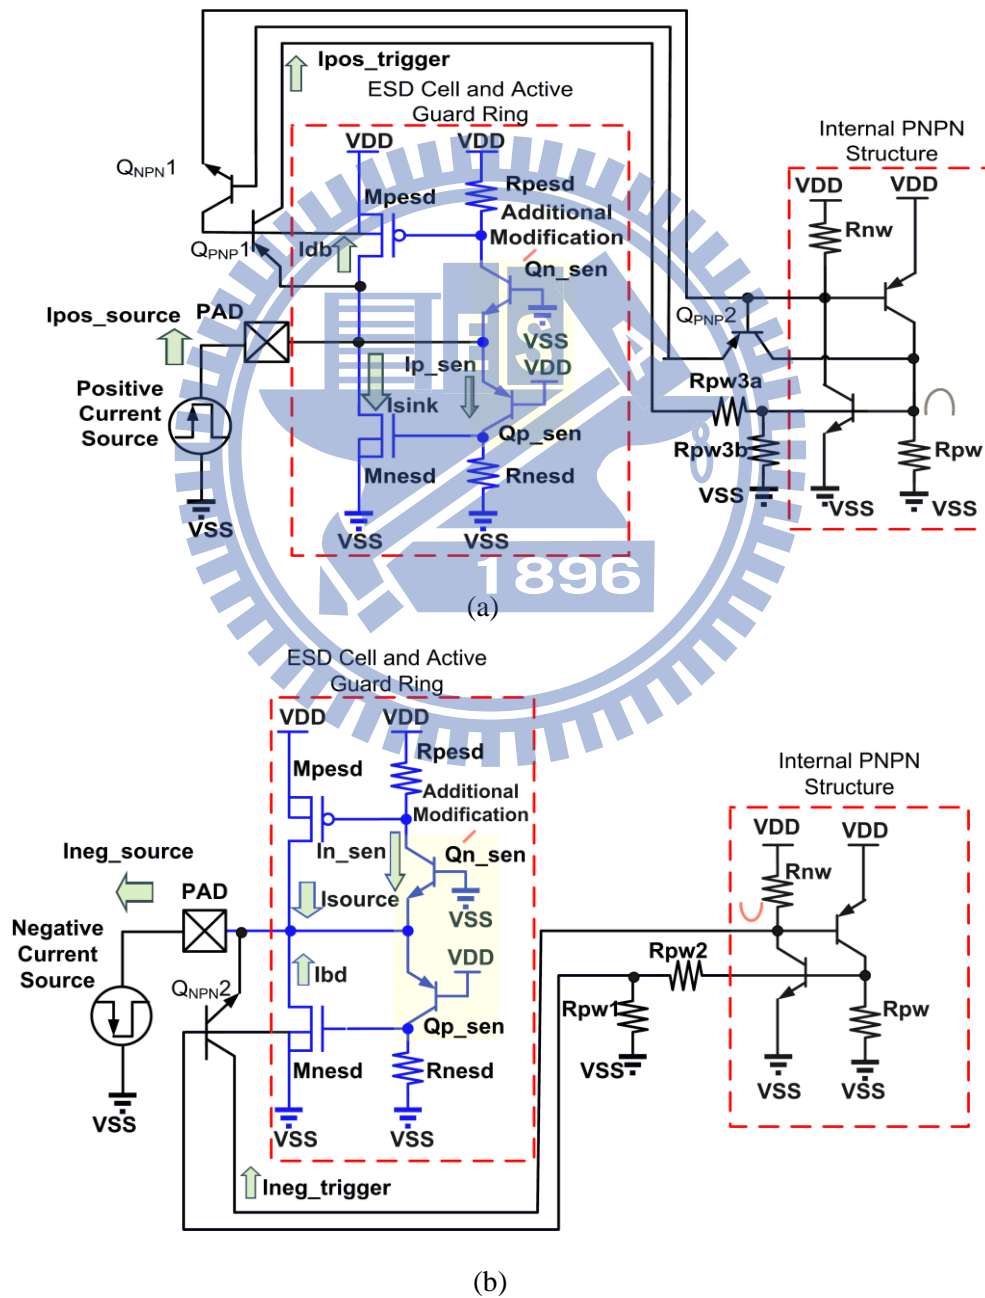 Ipos_trigger
ESD Cell and Active
Guard Ring
Internal PNPN
Structure
VDD
VDD
VDD
VDD
QNPN1
Mpesd
Rpesd
Additional
Modification
Rnw
QPNP1
Idb
Qn_sen
Ipos_source
PAD
VSS
QPNP2
Ip_sen
VDD
Positive
Current
Source
Isink
Rpw3a
Qp_sen
Rpw3b
Rpw
Mnesd
Rnesd
VSS
VSS
VSS
VSS
VSS
VSS
1896
(a)
ESD Cell and Active
Guard Ring
VDD
VDD
Rpesd
Mpesd
Internal PNPN
Structure
Additional
Modification
VDD
VDD
Ineg_source
In_sen
Qn_sen
Rnw
PAD
Isource
VSS
Negative
Current
Source
VDD
Rpw2
Ibd
QNPN2
Qp_sen
Rpw1
Rpw
Mnesd
Rnesd
VSS
VSS
VSS
VSS
VSS
VSS
Ineg_trigger
(b)